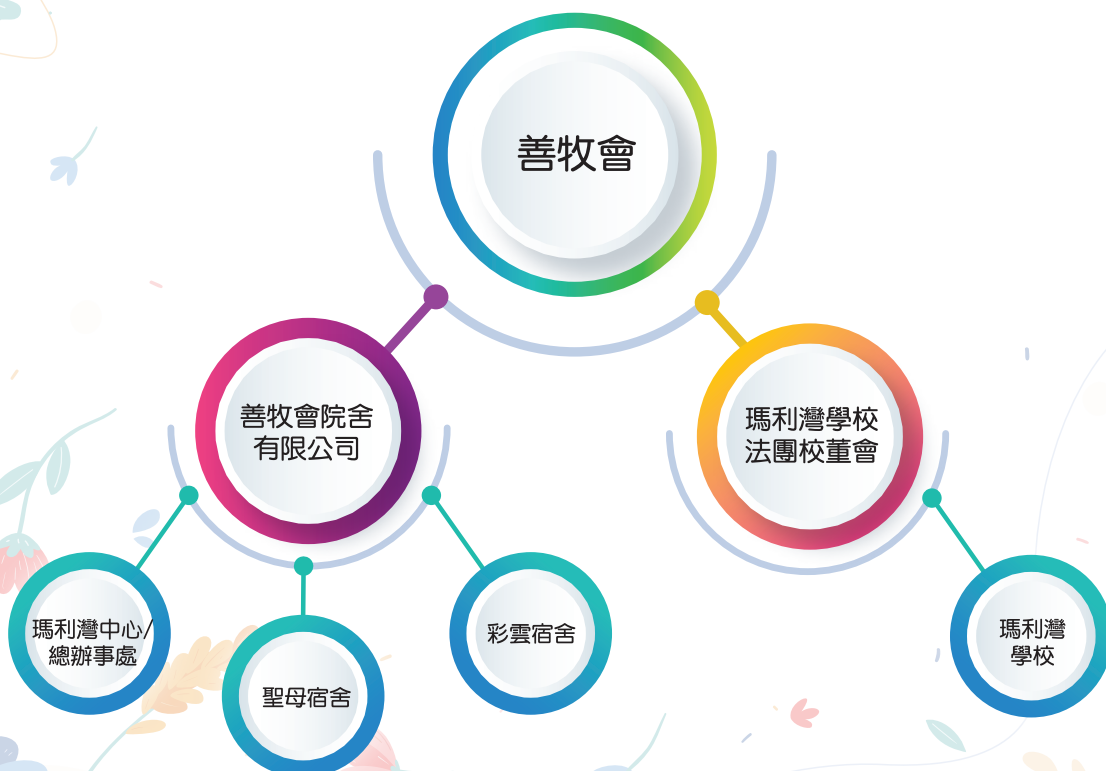 善牧會
善牧會院舍
有限公司
瑪利灣學校
法團校董會
瑪利灣中心/
總辦事處
聖母宿舍
彩雲宿舍
瑪利灣
學校